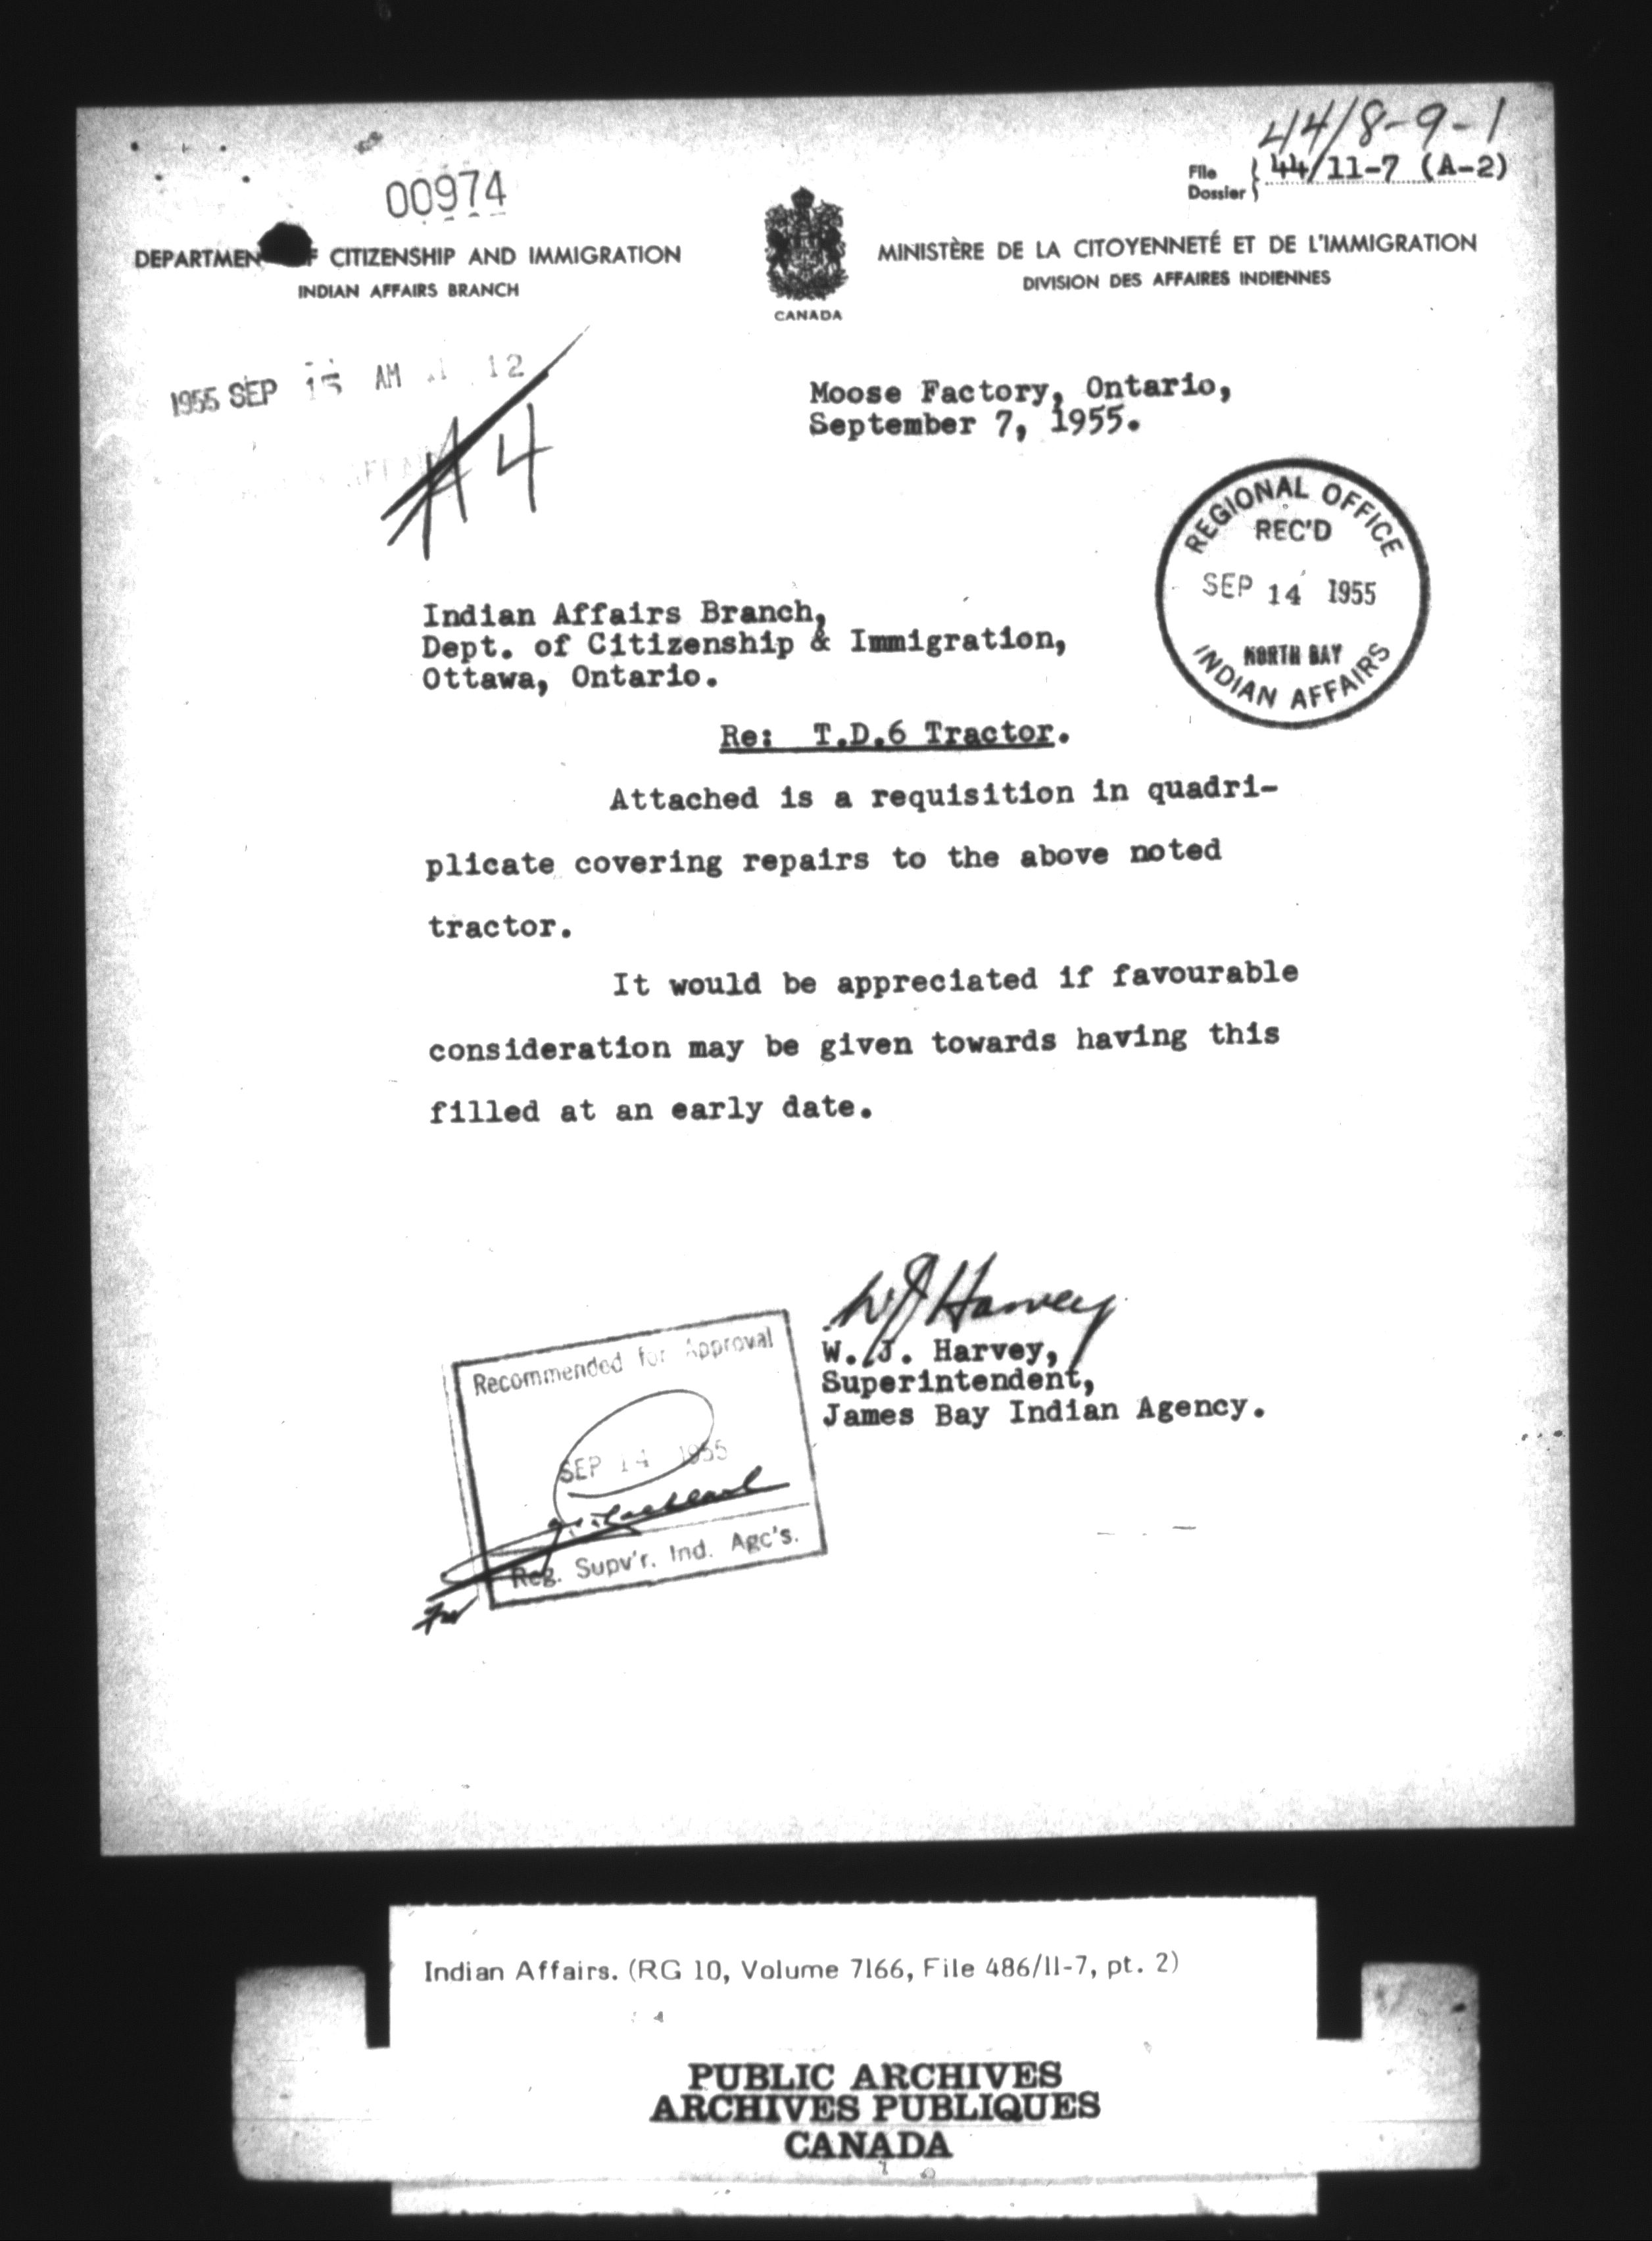 44/8-9-1
File
Dossier } 44/11-7 (A-2)
00974
DEPARTMEN F CITIZENSHIP AND IMMIGRATION
INDIAN AFFAIRS BRANCH
CANADA
MINISTÈRE DE LA CITOYENNETÉ ET DE L'IMMIGRATION
DIVISION DES AFFAIRES INDIENNES
1955 SEP 15 AM 12
A4
Moose Factory, Ontario,
September 7, 1955.
REGIONAL OFFICE
REC'D
SEP 14 1955
NORTH BAY
INDIAN AFFAIRS
Indian Affairs Branch,
Dept. of Citizenship & Immigration,
Ottawa, Ontario.
Re: T.D.6 Tractor.
Attached is a requisition in quadri-
plicate covering repairs to the above noted
tractor.
It would be appreciated if favourable
consideration may be given towards having this
filled at an early date.
WJ Harvey
W. J. Harvey,
Superintendent,
James Bay Indian Agency.
Recommended for Approval
SEP 14 1955
Reg. Supv'r. Ind. Agc's.
Indian Affairs. (RG 10, Volume 7166, File 486/11-7, pt. 2)
PUBLIC ARCHIVES
ARCHIVES PUBLIQUES
CANADA